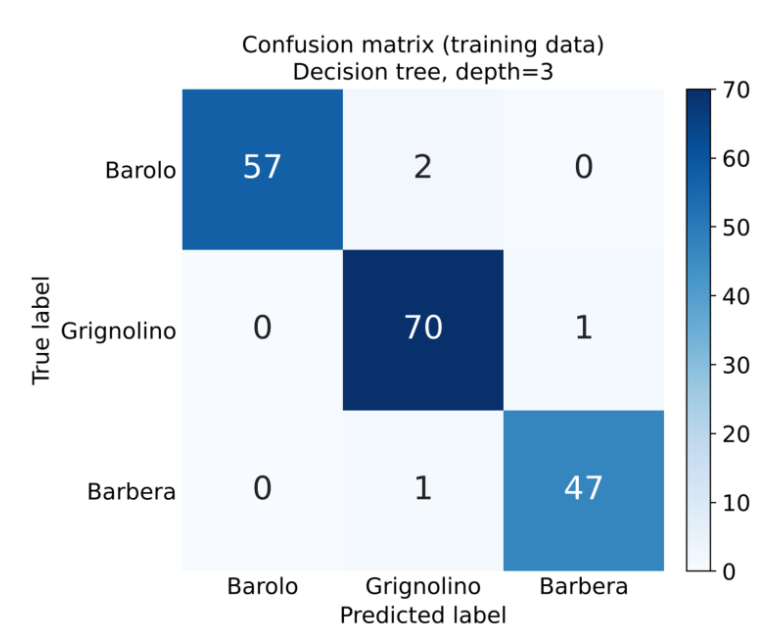 Confusion matrix (training data)
Decision tree, depth=3
Barolo 57 2 0
Grignolino 0 70 1
Barbera 0 1 47
Barolo Grignolino Barbera
Predicted label
True label
70
60
50
40
30
20
10
0